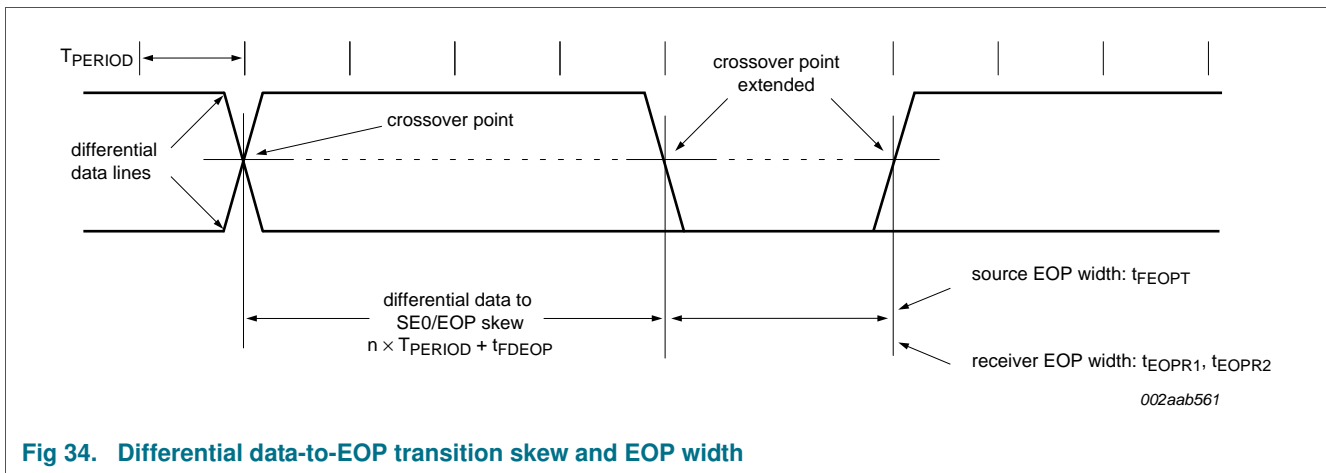 TPERIOD
crossover point
extended
crossover point
differential
data lines
differential data to
SE0/EOP skew
n × TPERIOD + tFDEOP
source EOP width: tFEOPT
receiver EOP width: tEOPR1, tEOPR2
002aab561
Fig 34. Differential data-to-EOP transition skew and EOP width